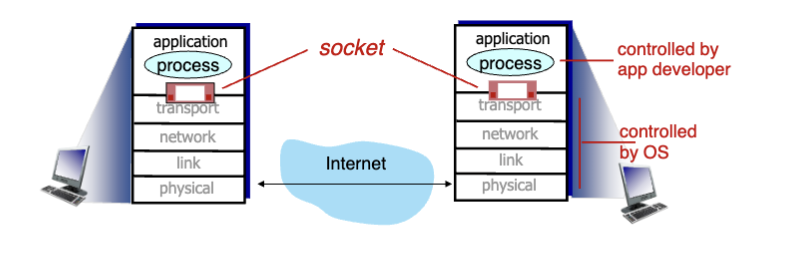 application
process
transport
network
link
physical
socket
Internet
application
process
transport
network
link
physical
controlled by
app developer
controlled
by OS